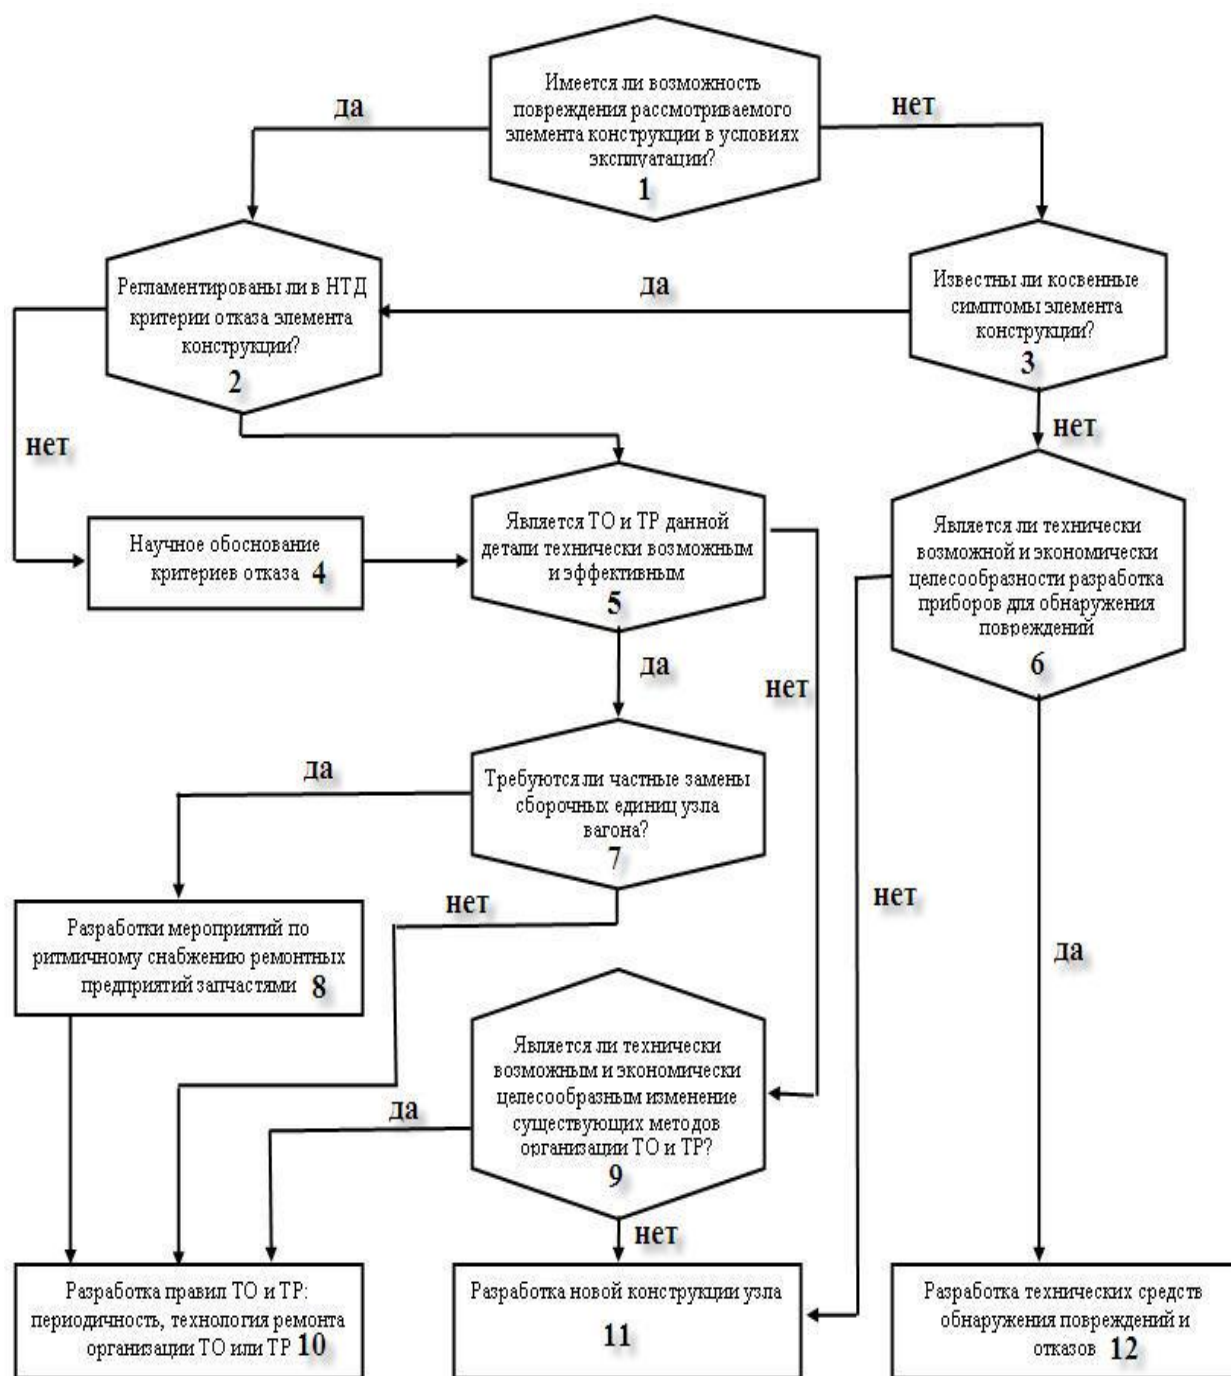 Имеется ли возможность
повреждения рассмотриваемого
элемента конструкции в условиях
эксплуатации?
1
да
нет
Регламентированы ли в НТД
критерии отказа элемента
конструкции?
2
да
Известны ли косвенные
симптомы элемента
конструкции?
3
нет
нет
Научное обоснование
критериев отказа 4
Является ТО и ТР данной
детали технически возможным
и эффективным
5
Является ли технически
возможной и экономически
целесообразности разработка
приборов для обнаружения
повреждений
6
да
нет
да
Требуются ли частные замены
сборочных единиц узла
вагона?
7
нет
нет
Разработки мероприятий по
ритмичному снабжению ремонтных
предприятий запчастями 8
да
Является ли технически
возможным и экономически
целесообразным изменение
существующих методов
организации ТО и ТР?
9
да
нет
Разработка правил ТО и ТР:
периодичность, технология ремонта
организации ТО или ТР 10
Разработка новой конструкции узла
11
Разработка технических средств
обнаружения повреждений и
отказов 12